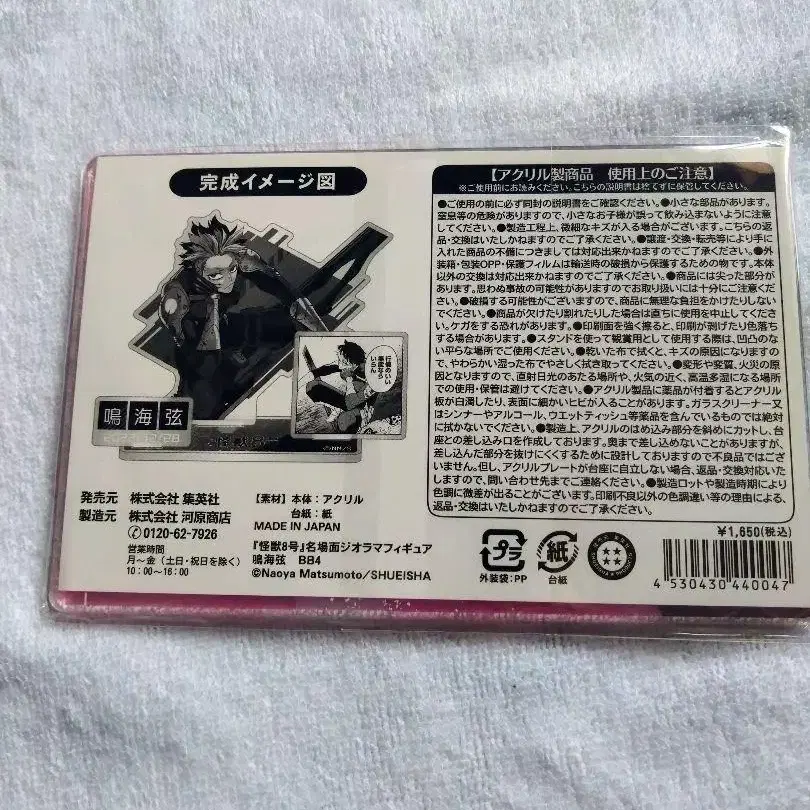 完成イメージ図
行儀のいい
鳴海弦
©NM/S
発売元 株式会社 集英社
製造元 株式会社 河原商店
0120-62-7926
営業時間
月~金（土日・祝日を除く）
10：00~16：00
【素材】本体：アクリル
台紙：紙
MADE IN JAPAN
『怪獣8号』名場面ジオラマフィギュア
鳴海弦 BB4
©Naoya Matsumoto/SHUEISHA
【アクリル製商品 使用上のご注意】
※ご使用前にお読みください。こちらの説明書は捨てずに保管してください。
●ご使用の前に必ず同封の説明書をご確認ください。●小さな部品があります。
窒息等の危険がありますので、小さなお子様が誤って飲み込まないように注意
してください。●製造工程上、微細なキズが入る場合がございます。こちらの返
品・交換はいたしかねますのでご了承ください。●譲渡・交換・転売等により手に
入れた商品の不備につきましては対応出来かねますのでご了承ください。●外
装箱・包装OPP・保護フィルムは輸送時の破損から保護するための物です。本体
以外の交換は対応出来かねますのでご了承ください。●商品には尖った部分が
あります。思わぬ事故の可能性がありますのでお取り扱いには十分にご注意くだ
さい。●破損する可能性がございますので、商品に無理な負担をかけたりしない
でください。●商品が欠けたり割れたりした場合は直ちに使用を中止してください。
ケガをする恐れがあります。●印刷面を強く擦ると、印刷が剥げたり色落ち
する場合があります。●スタンドを使って観賞用として使用する際は、凹凸のな
い平らな場所でご使用ください。●乾いた布で拭くと、キズの原因になりますの
で、やわらかい湿った布でやさしく拭き取ってください。●変形や変質、火災の原
因となりますので、直射日光のあたる場所や、火気の近く、高温多湿になる場所
での使用・保管は避けてください。●アクリル製品に薬品が付着するとアクリル
板が白濁したり、表面に細かいヒビが入ることがあります。ガラスクリーナー又
はシンナーやアルコール、ウエットティッシュ等薬品を含んでいるものでは絶対
に拭かないでください。●製造上、アクリルのはめ込み部分を斜めにカットし、台
座との差し込み口を作成しております。奥まで差し込めないことがありますが、
差し込んだ部分を抜けにくくするために設計しておりますので不良品ではござ
いません。但し、アクリルプレートが台座に自立しない場合、返品・交換対応いた
しますので、問い合わせ先までご連絡ください。●製造ロットや製造時期により
色調に微差が出ることがございます。印刷不良以外の色調違い等の理由による、
返品・交換はいたしかねますのでご了承ください。
プラ
外装袋：PP
紙
台紙
¥1,650（税込）
4 530430 440047